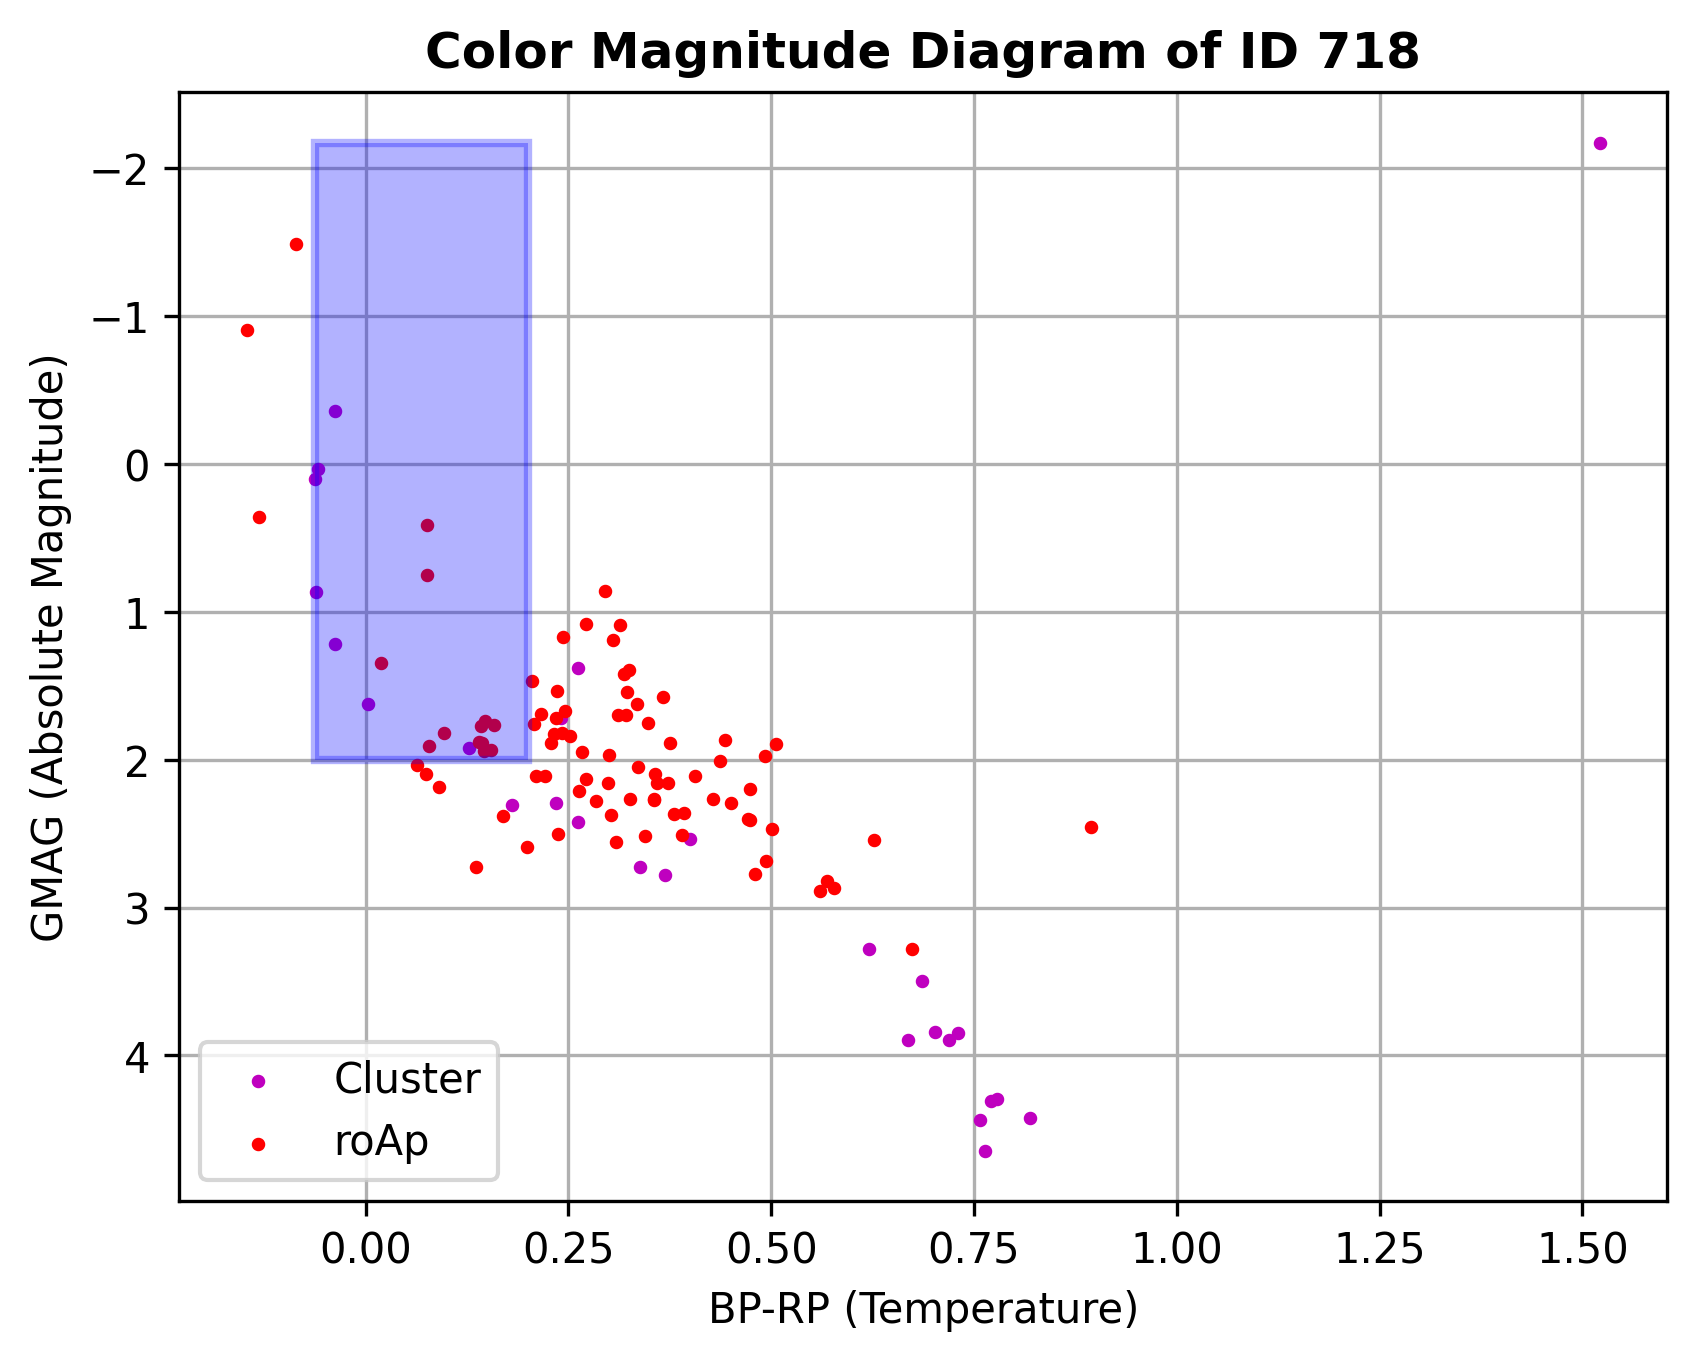 Color Magnitude Diagram of ID 718
GMAG (Absolute Magnitude)
−2
−1
0
1
2
3
4
Cluster
roAp
0.00 0.25 0.50 0.75 1.00 1.25 1.50
BP-RP (Temperature)